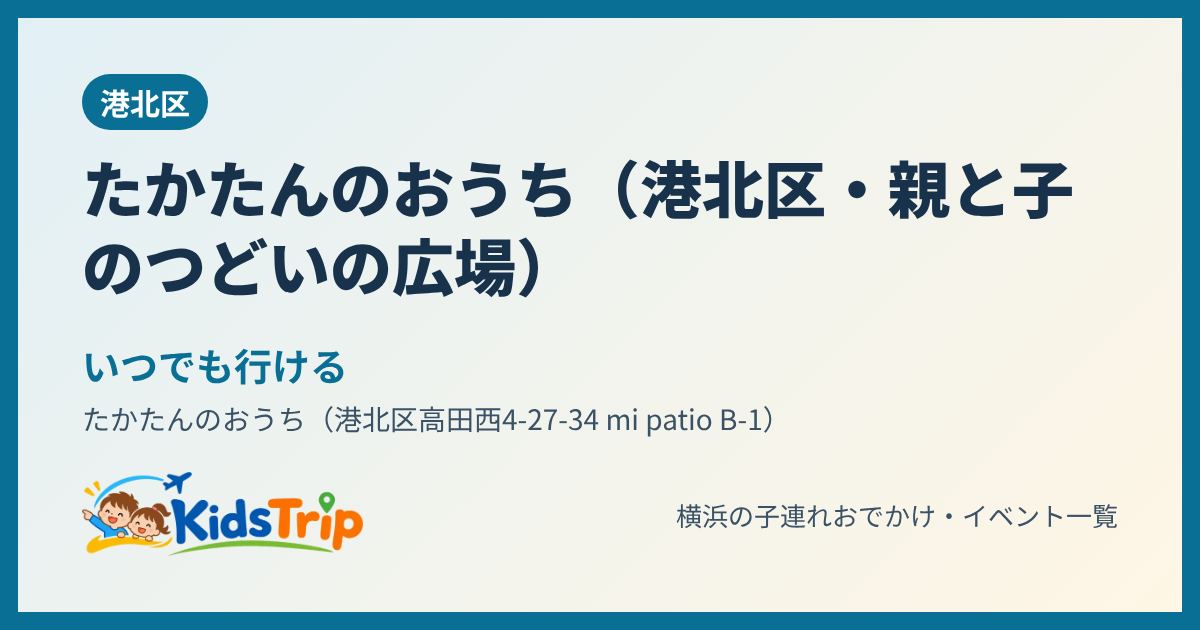 港北区
たかたんのおうち（港北区・親と子
のつどいの広場）
いつでも行ける
たかたんのおうち（港北区高田西4-27-34 mi patio B-1）
KidsTrip
横浜の子連れおでかけ・イベント一覧